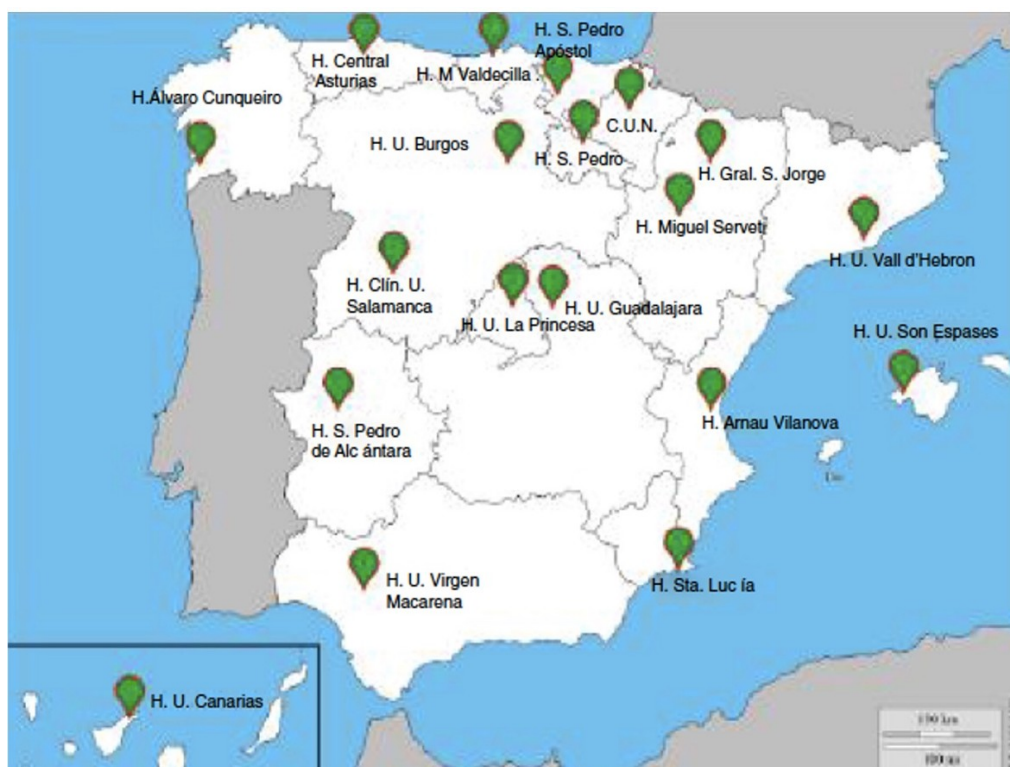 H. S. Pedro
Apóstol
H. Central
Asturias
H. M Valdecilla .
H.Álvaro Cunqueiro
C.U.N.
H. U. Burgos
H. S. Pedro
H. Gral. S. Jorge
H. Miguel Servet
H. U. Vall d’Hebron
H. Clín. U.
Salamanca
H. U. Guadalajara
H. U. La Princesa
H. U. Son Espases
H. Arnau Vilanova
H. S. Pedro
de Alc ántara
H. U. Virgen
Macarena
H. Sta. Luc ía
H. U. Canarias